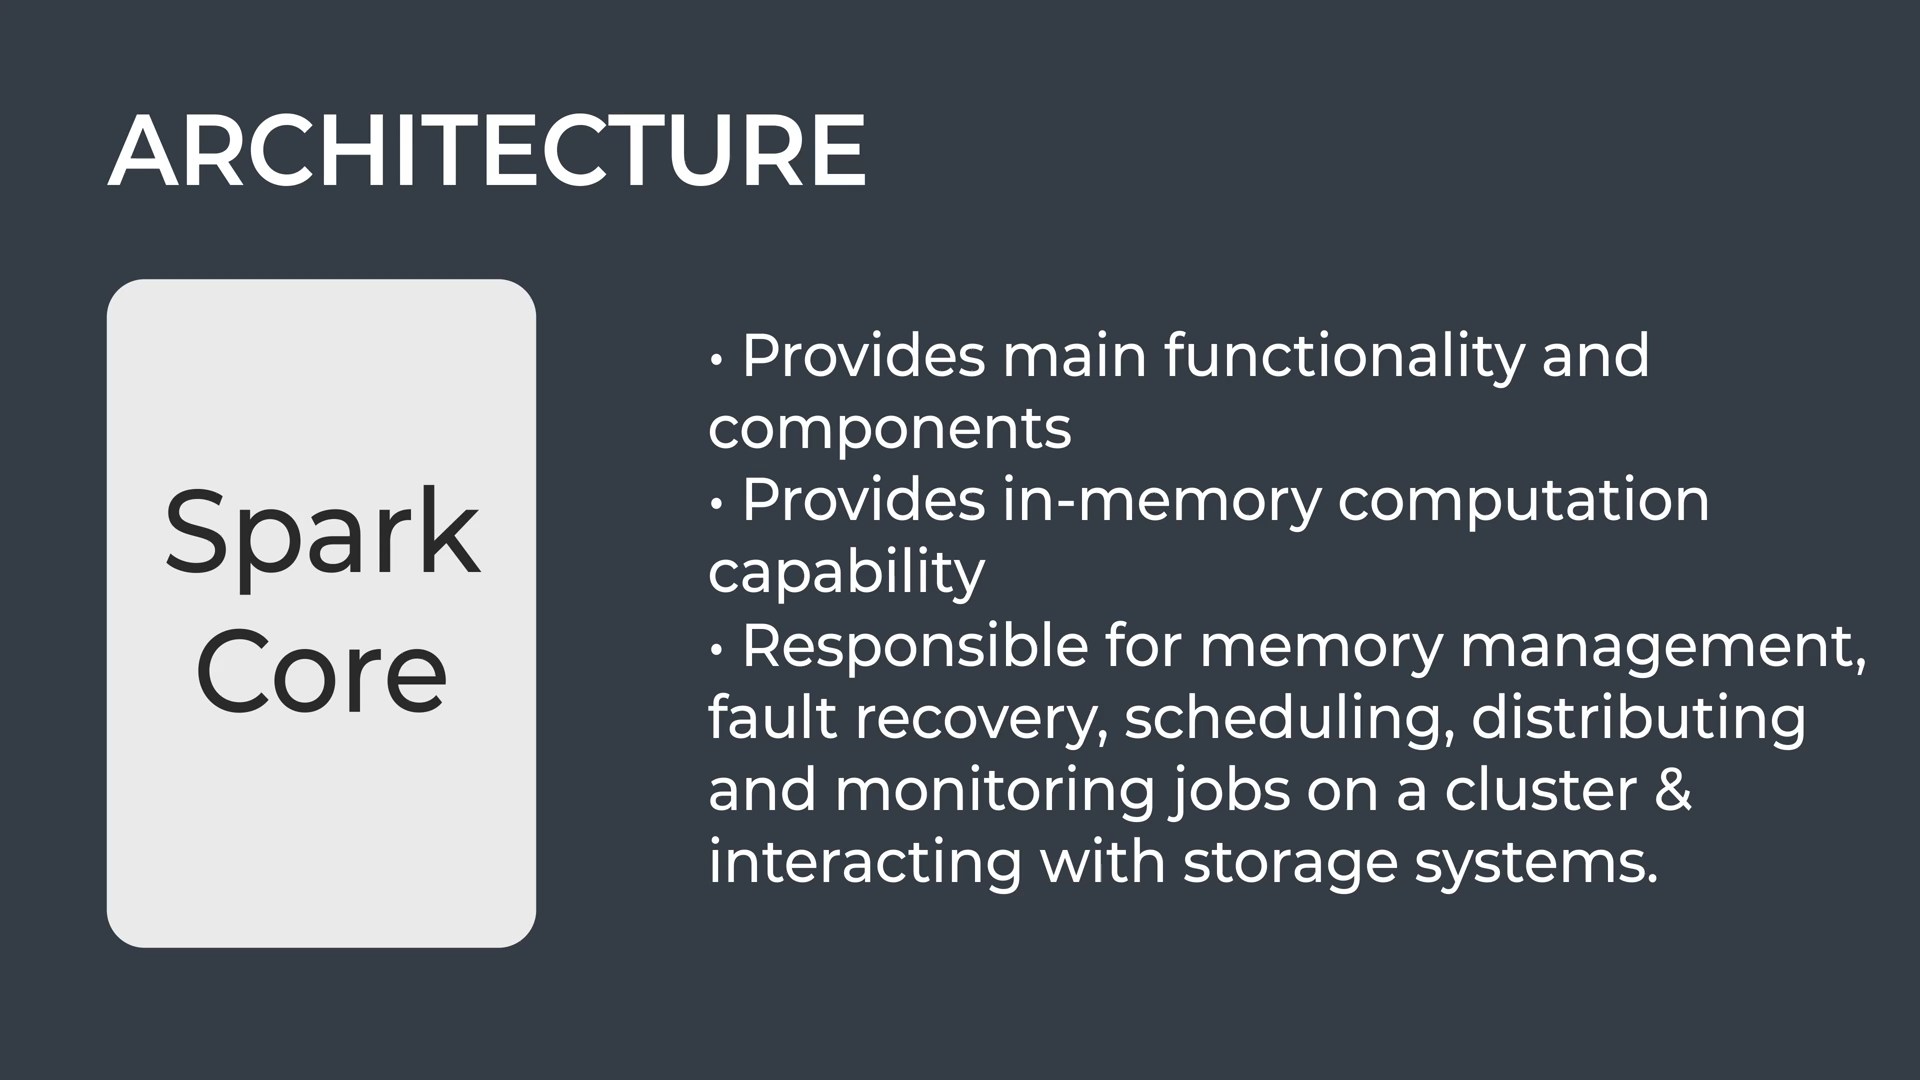 ARCHITECTURE
Spark
Core
• Provides main functionality and
components
• Provides in-memory computation
capability
• Responsible for memory management,
fault recovery, scheduling, distributing
and monitoring jobs on a cluster &
interacting with storage systems.